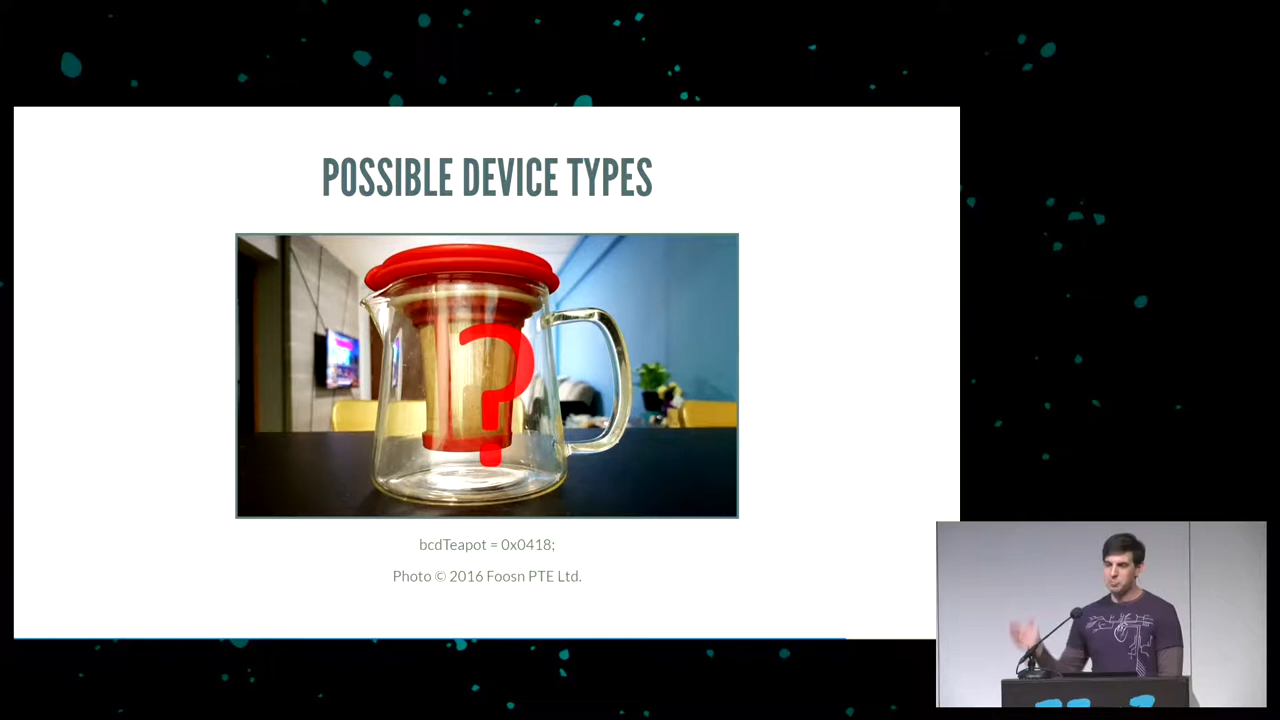 POSSIBLE DEVICE TYPES
?
bcdTeapot = 0x0418;
Photo © 2016 Foosn PTE Ltd.